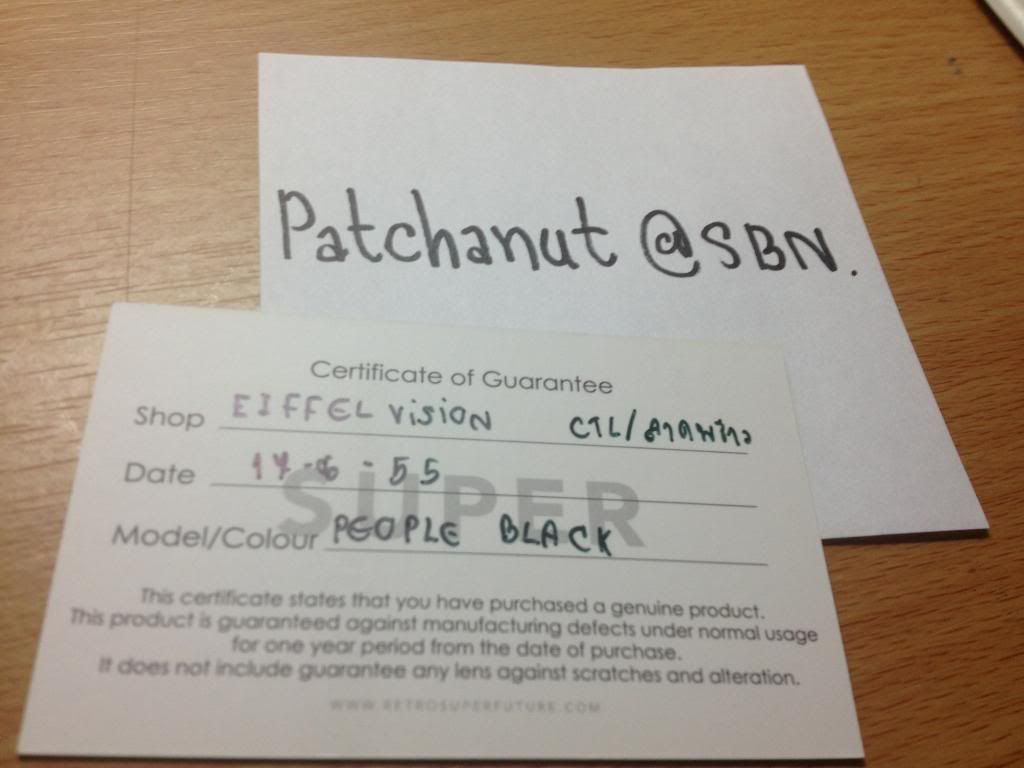 Patchanut @SBN.
Certificate of Guarantee
Shop EIFFEL VISION CTL/ลาดพร้าว
Date 14-6-55
SUPER
Model/Colour PEOPLE BLACK
This certificate states that you have purchased a genuine product.
This product is guaranteed against manufacturing defects under normal usage
for one year period from the date of purchase.
It does not include guarantee any lens against scratches and alteration.
WWW.RETROSUPERFUTURE.COM